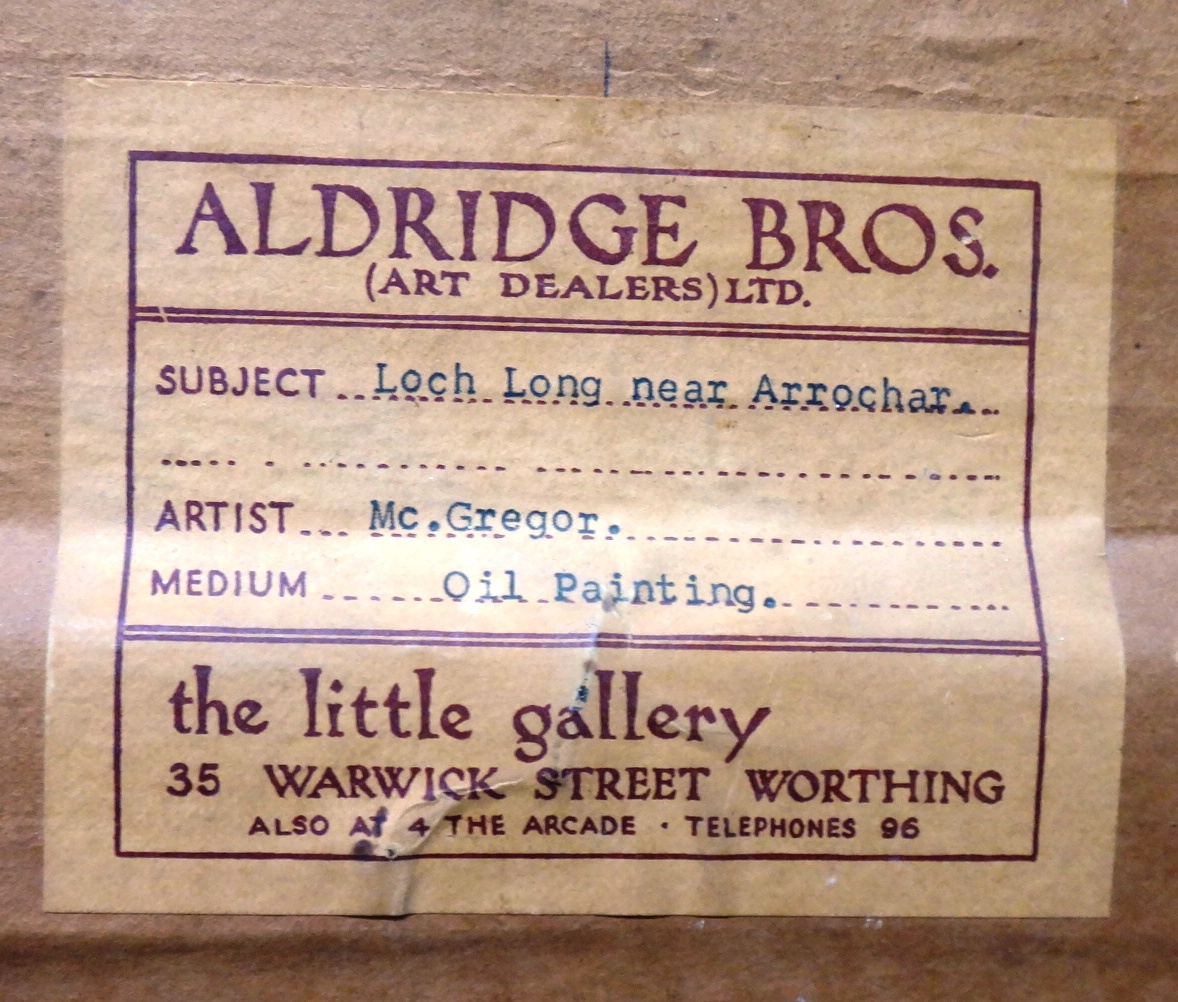 ALDRIDGE BROS.
(ART DEALERS) LTD.
SUBJECT Loch Long near Arrochar.
ARTIST Mc.Gregor.
MEDIUM Oil Painting.
the little gallery
35 WARWICK STREET WORTHING
ALSO AT 4 THE ARCADE · TELEPHONES 96